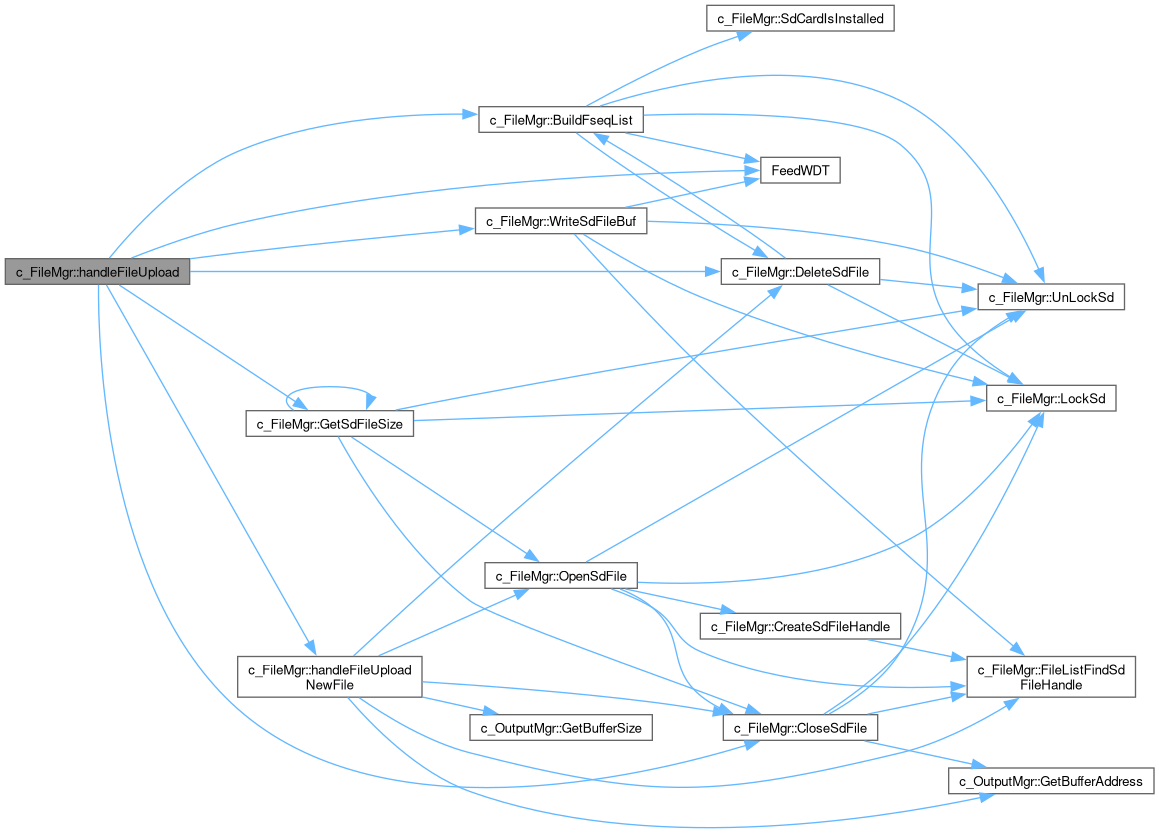 c_FileMgr::SdCardIsInstalled
c_FileMgr::BuildFseqList
FeedWDT
c_FileMgr::WriteSdFileBuf
c_FileMgr::handleFileUpload
c_FileMgr::DeleteSdFile
c_FileMgr::UnLockSd
c_FileMgr::LockSd
c_FileMgr::GetSdFileSize
c_FileMgr::OpenSdFile
c_FileMgr::CreateSdFileHandle
c_FileMgr::handleFileUpload
NewFile
c_FileMgr::FileListFindSd
FileHandle
c_OutputMgr::GetBufferSize
c_FileMgr::CloseSdFile
c_OutputMgr::GetBufferAddress